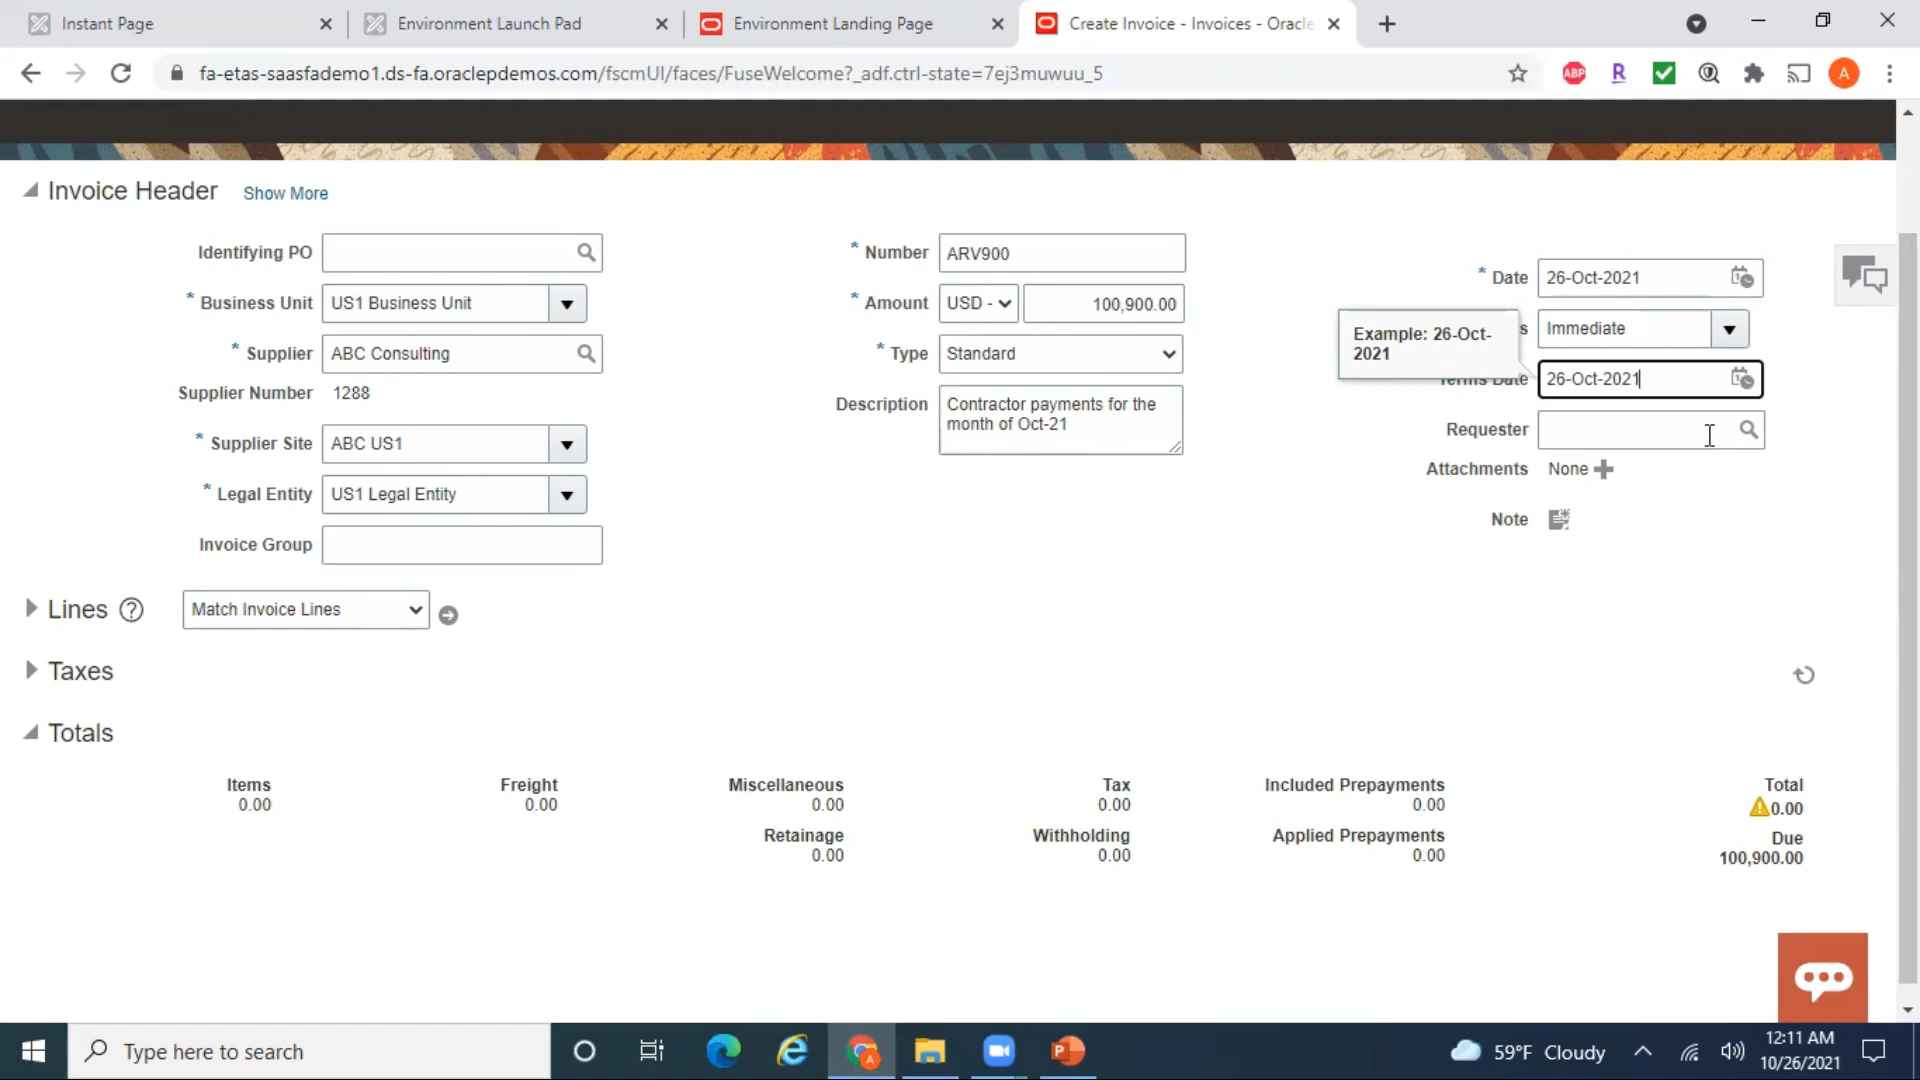 Instant Page
Environment Launch Pad
Environment Landing Page
Create Invoice - Invoices - Oracle
fa-etas-saasfademo1.ds-fa.oraclepdemos.com/fscmUI/faces/FuseWelcome?_adf.ctrl-state=7ej3muwuu_5
ABP
R
A
Invoice Header Show More
Identifying PO
* Business Unit US1 Business Unit
* Supplier ABC Consulting
Supplier Number 1288
* Supplier Site ABC US1
* Legal Entity US1 Legal Entity
Invoice Group
* Number ARV900
* Amount USD - 100,900.00
* Type Standard
Description Contractor payments for the
month of Oct-21
* Date 26-Oct-2021
s Immediate
Example: 26-Oct-
2021
Terms Date 26-Oct-2021
Requester
Attachments None
Note
Lines ? Match Invoice Lines
Taxes
Totals
Items Freight Miscellaneous Tax Included Prepayments Total
0.00 0.00 0.00 0.00 0.00 0.00
Retainage Withholding Applied Prepayments Due
0.00 0.00 0.00 100,900.00
Type here to search
59°F Cloudy
12:11 AM
10/26/2021